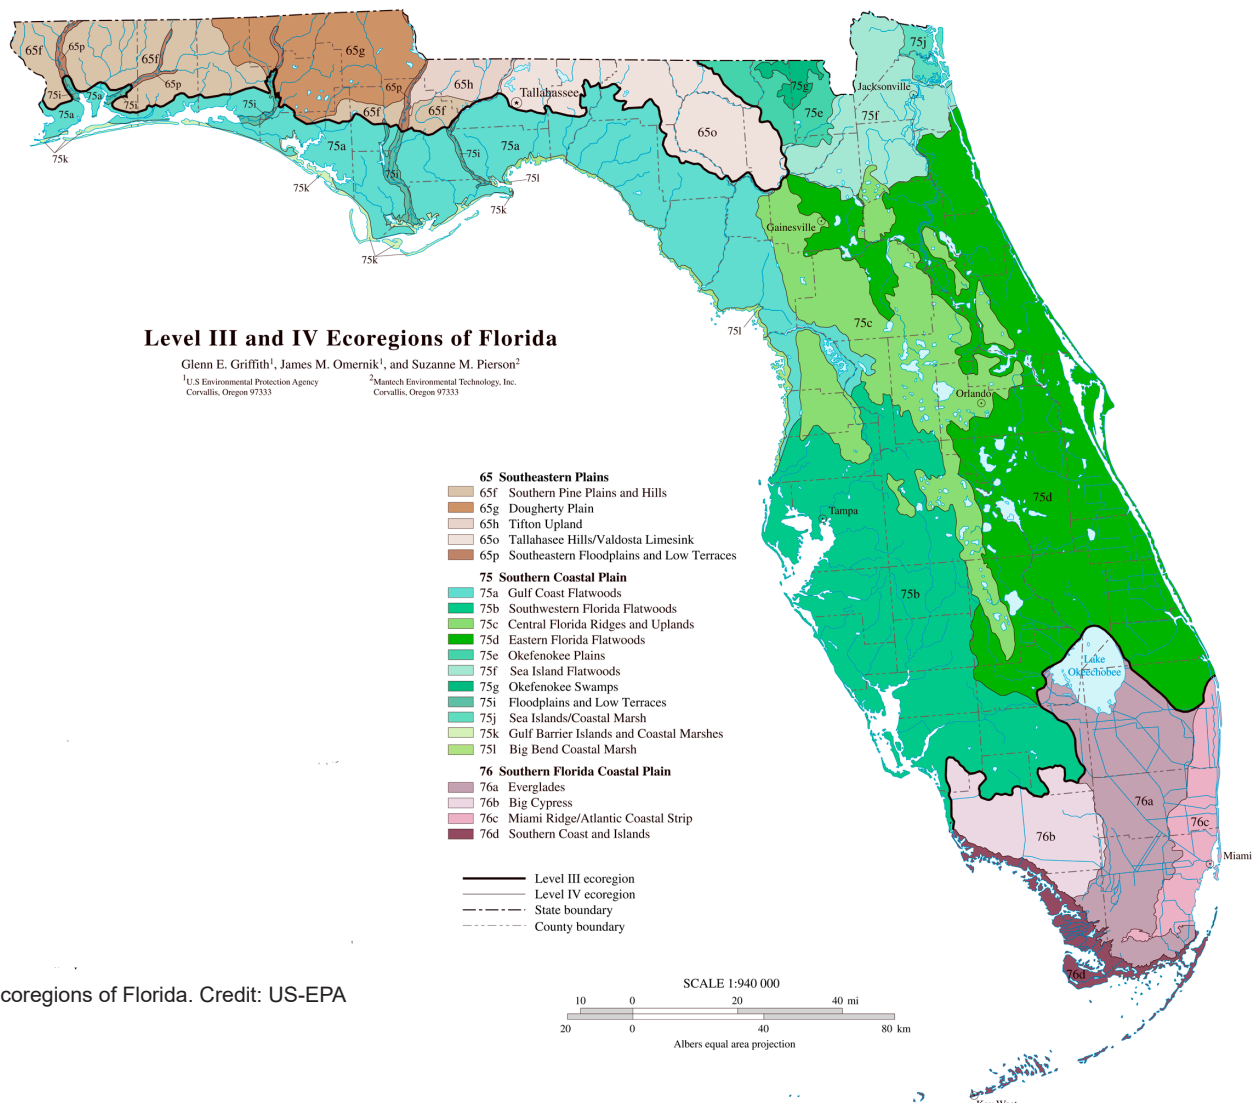 65f
65p
65f
65p
65g
65p
65f
65f
65h
Tallahassee
65o
75g
75e
75j
Jacksonville
75f
75i
75a
75a
75i
75i
75k
75a
75i
75i
75a
75k
75l
75k
75k
Gainesville
75c
75l
Orlando
75d
Tampa
75b
Lake
Okeechobee
76a
76b
76c
Miami
76d
Key West
Level III and IV Ecoregions of Florida
Glenn E. Griffith1, James M. Omernik1, and Suzanne M. Pierson2
1U.S Environmental Protection Agency
Corvallis, Oregon 97333
2Mantech Environmental Technology, Inc.
Corvallis, Oregon 97333
65 Southeastern Plains
65f Southern Pine Plains and Hills
65g Dougherty Plain
65h Tifton Upland
65o Tallahasee Hills/Valdosta Limesink
65p Southeastern Floodplains and Low Terraces
75 Southern Coastal Plain
75a Gulf Coast Flatwoods
75b Southwestern Florida Flatwoods
75c Central Florida Ridges and Uplands
75d Eastern Florida Flatwoods
75e Okefenokee Plains
75f Sea Island Flatwoods
75g Okefenokee Swamps
75i Floodplains and Low Terraces
75j Sea Islands/Coastal Marsh
75k Gulf Barrier Islands and Coastal Marshes
75l Big Bend Coastal Marsh
76 Southern Florida Coastal Plain
76a Everglades
76b Big Cypress
76c Miami Ridge/Atlantic Coastal Strip
76d Southern Coast and Islands
Level III ecoregion
Level IV ecoregion
State boundary
County boundary
coregions of Florida. Credit: US-EPA
SCALE 1:940 000
10 0 20 40 mi
20 0 40 80 km
Albers equal area projection